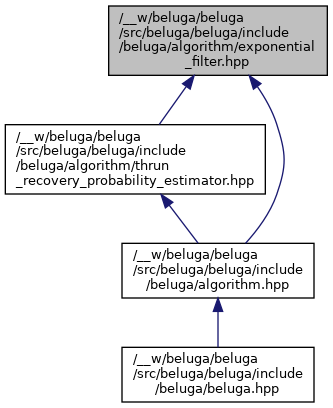 /__w/beluga/beluga
/src/beluga/beluga/include
/beluga/algorithm/exponential
_filter.hpp
/__w/beluga/beluga
/src/beluga/beluga/include
/beluga/algorithm/thrun
_recovery_probability_estimator.hpp
/__w/beluga/beluga
/src/beluga/beluga/include
/beluga/algorithm.hpp
/__w/beluga/beluga
/src/beluga/beluga/include
/beluga/beluga.hpp